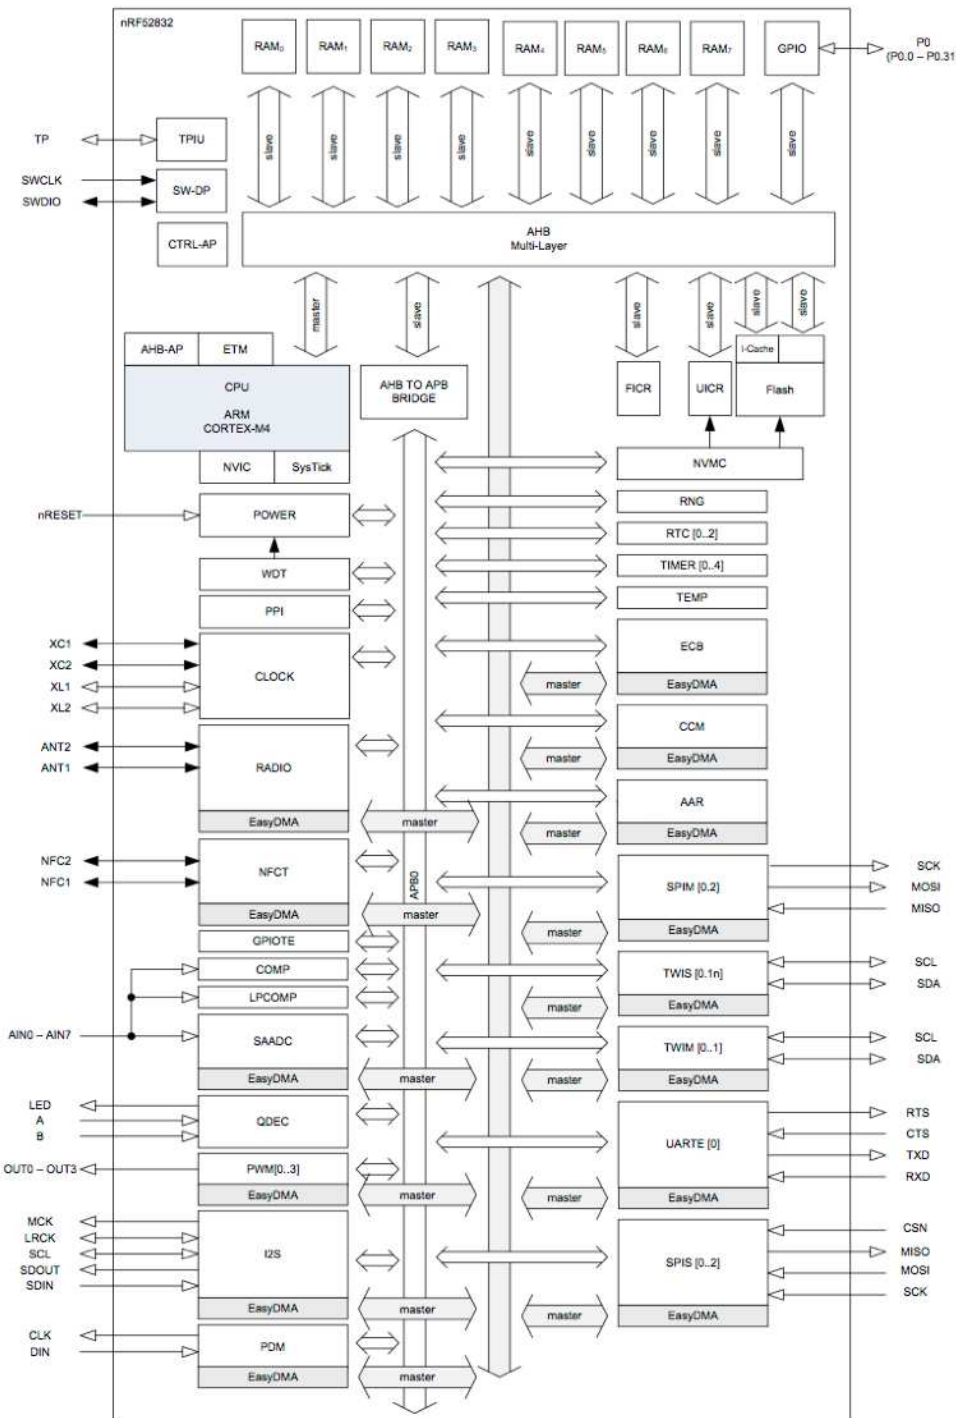 nRF52832
RAM0 RAM1 RAM2 RAM3 RAM4 RAM5 RAM6 RAM7 GPIO
P0
(P0.0 – P0.31
slave slave slave slave slave slave slave slave slave
TP TPIU
SWCLK
SWDIO
SW-DP
CTRL-AP
AHB
Multi-Layer
master slave slave slave slave slave
AHB-AP ETM
I-Cache
CPU
ARM
CORTEX-M4
AHB TO APB
BRIDGE
FICR UICR Flash
NVIC SysTick
NVMC
nRESET POWER
RNG
RTC [0..2]
WDT
TIMER [0..4]
PPI
TEMP
XC1
XC2
XL1
XL2
CLOCK
ECB
master EasyDMA
ANT2
ANT1
RADIO
CCM
master EasyDMA
AAR
EasyDMA master
master EasyDMA
NFC2
NFC1
NFCT
APB0
SPIM [0.2]
SCK
MOSI
MISO
EasyDMA master
master EasyDMA
GPIOTE
COMP
LPCOMP
TWIS [0.1n]
SCL
SDA
master EasyDMA
AIN0 – AIN7
SAADC
TWIM [0..1]
SCL
SDA
EasyDMA master
master EasyDMA
LED
A
B
QDEC
UARTE [0]
RTS
CTS
TXD
RXD
OUT0 – OUT3 PWM[0..3]
EasyDMA master
master EasyDMA
MCK
LRCK
SCL
SDOUT
SDIN
I2S
SPIS [0..2]
CSN
MISO
MOSI
SCK
EasyDMA master
master EasyDMA
CLK
DIN
PDM
EasyDMA master